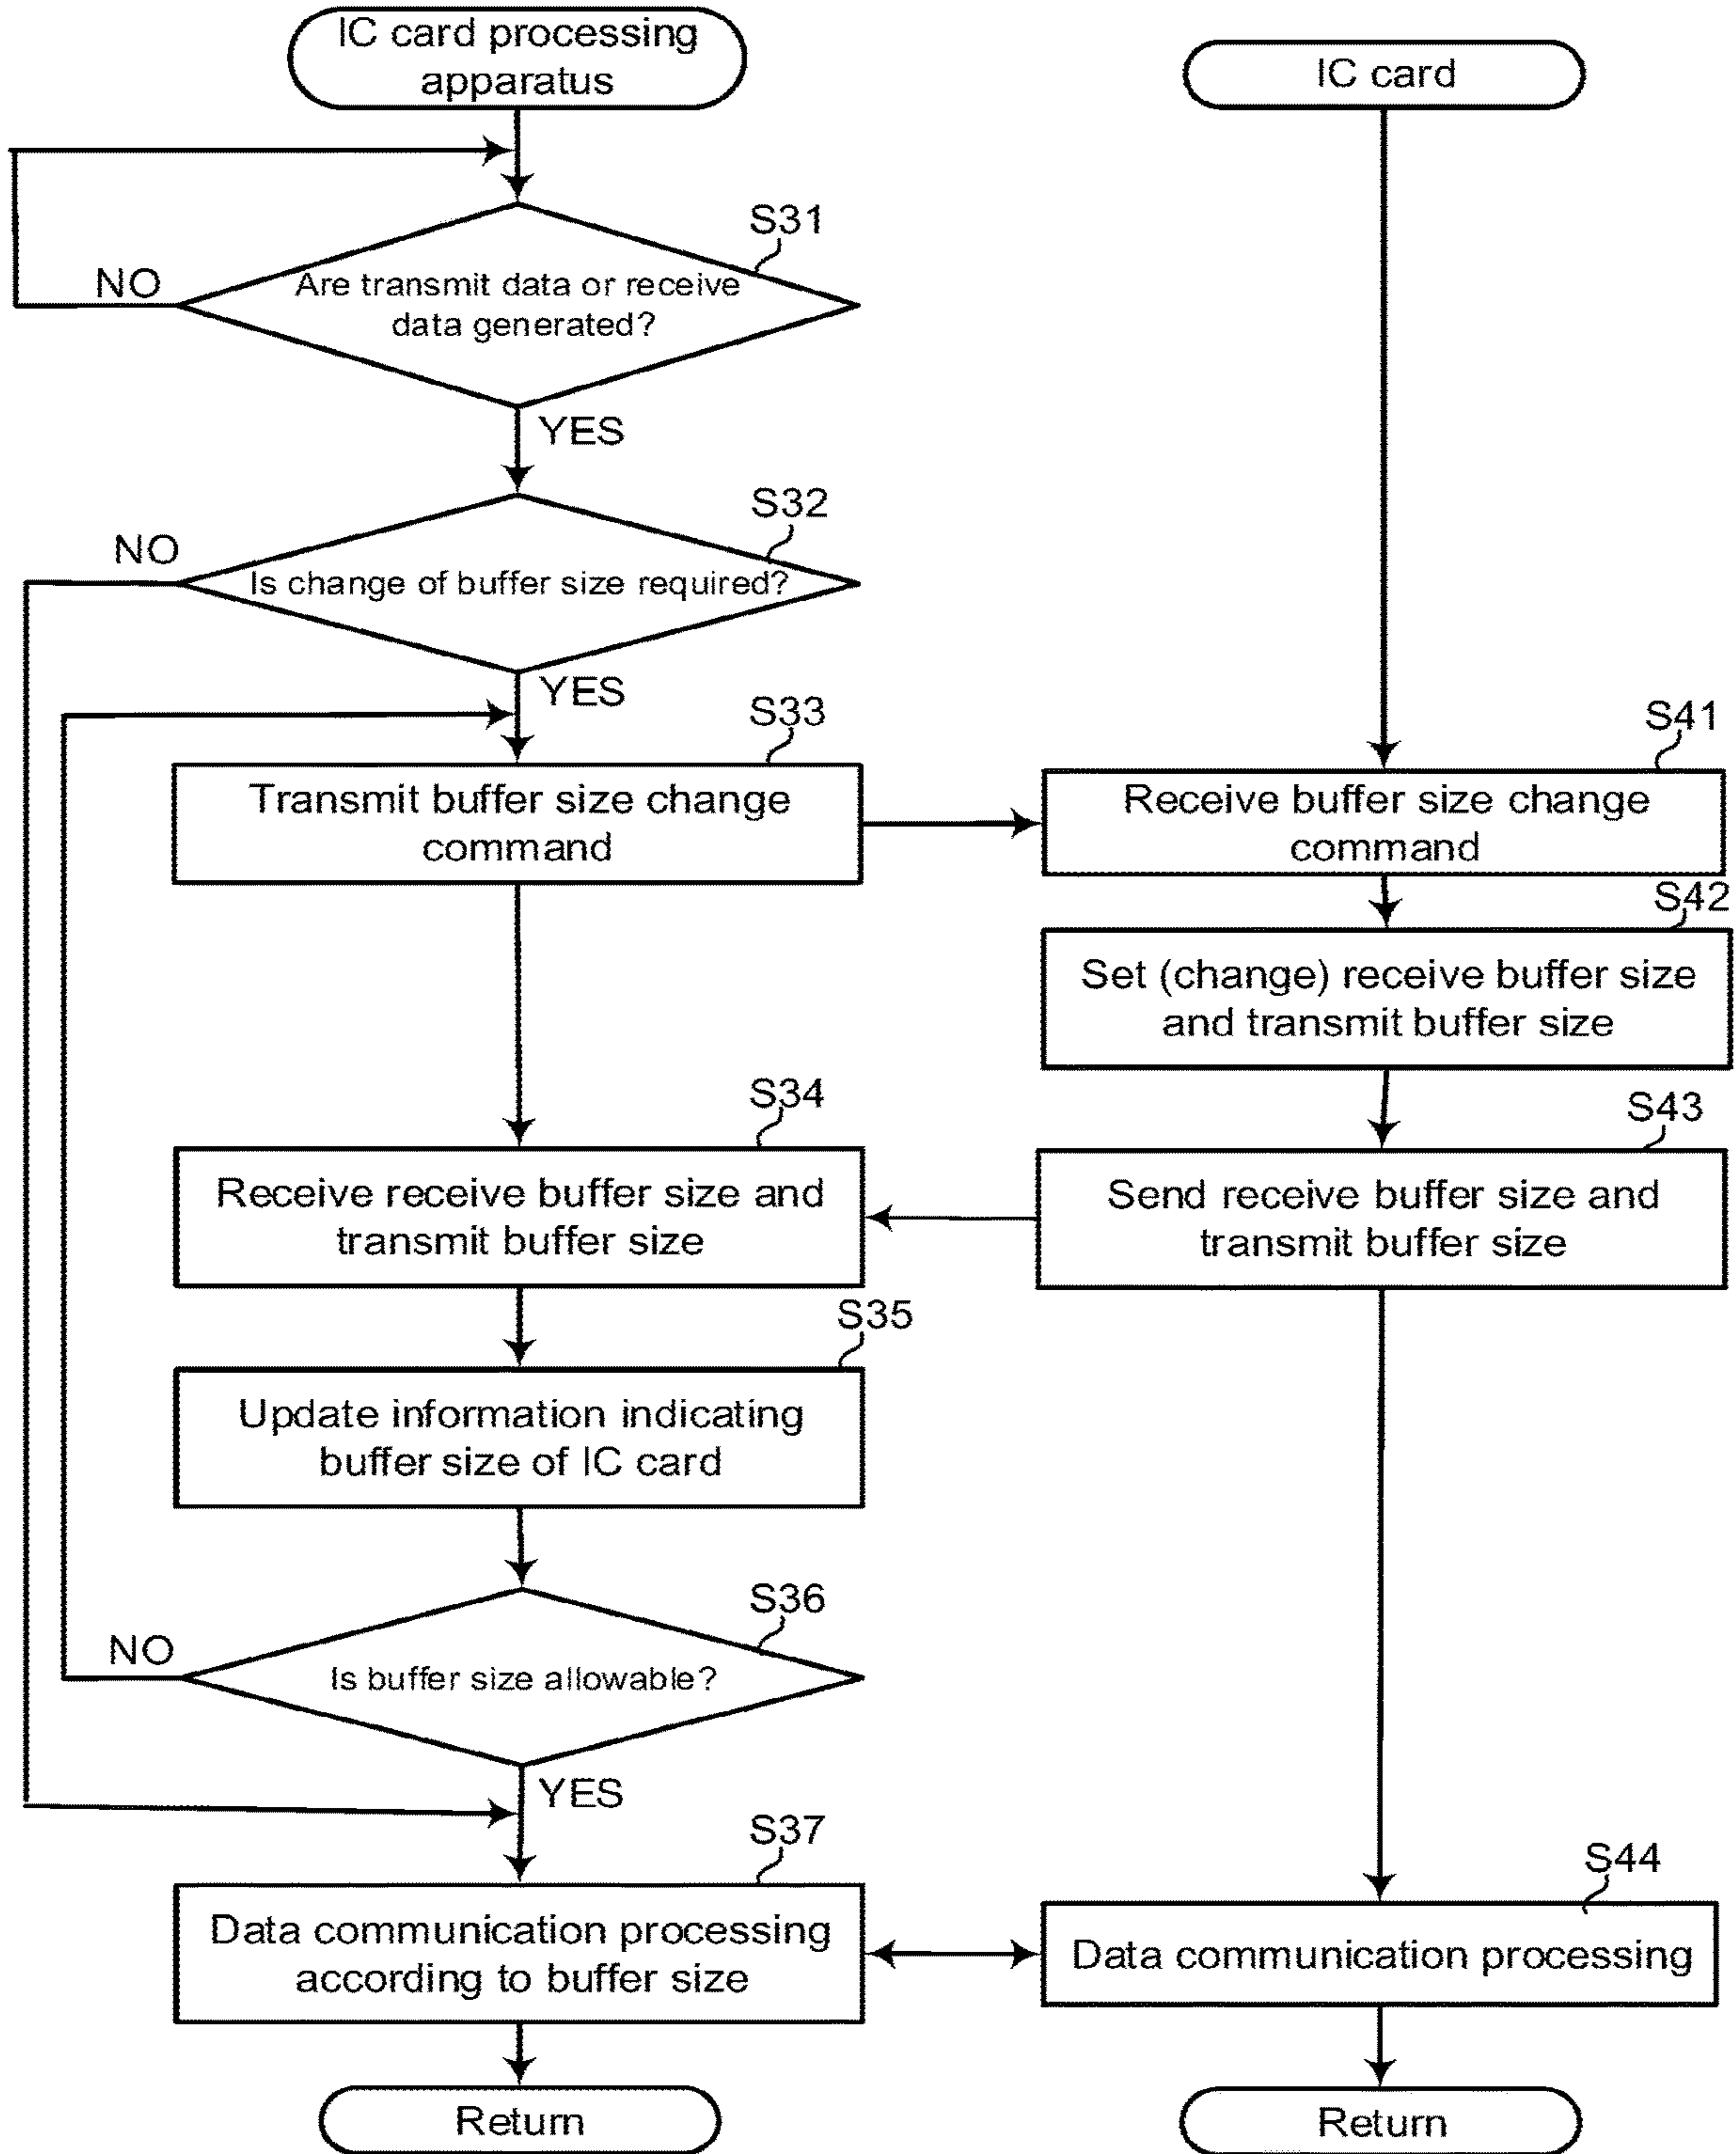 IC card processing
apparatus
IC card
S31
NO
Are transmit data or receive
data generated?
YES
S32
NO
Is change of buffer size required?
YES
S33
S41
Transmit buffer size change
command
Receive buffer size change
command
S42
Set (change) receive buffer size
and transmit buffer size
S34
S43
Receive receive buffer size and
transmit buffer size
Send receive buffer size and
transmit buffer size
S35
Update information indicating
buffer size of IC card
S36
NO
Is buffer size allowable?
YES
S37
S44
Data communication processing
according to buffer size
Data communication processing
Return
Return